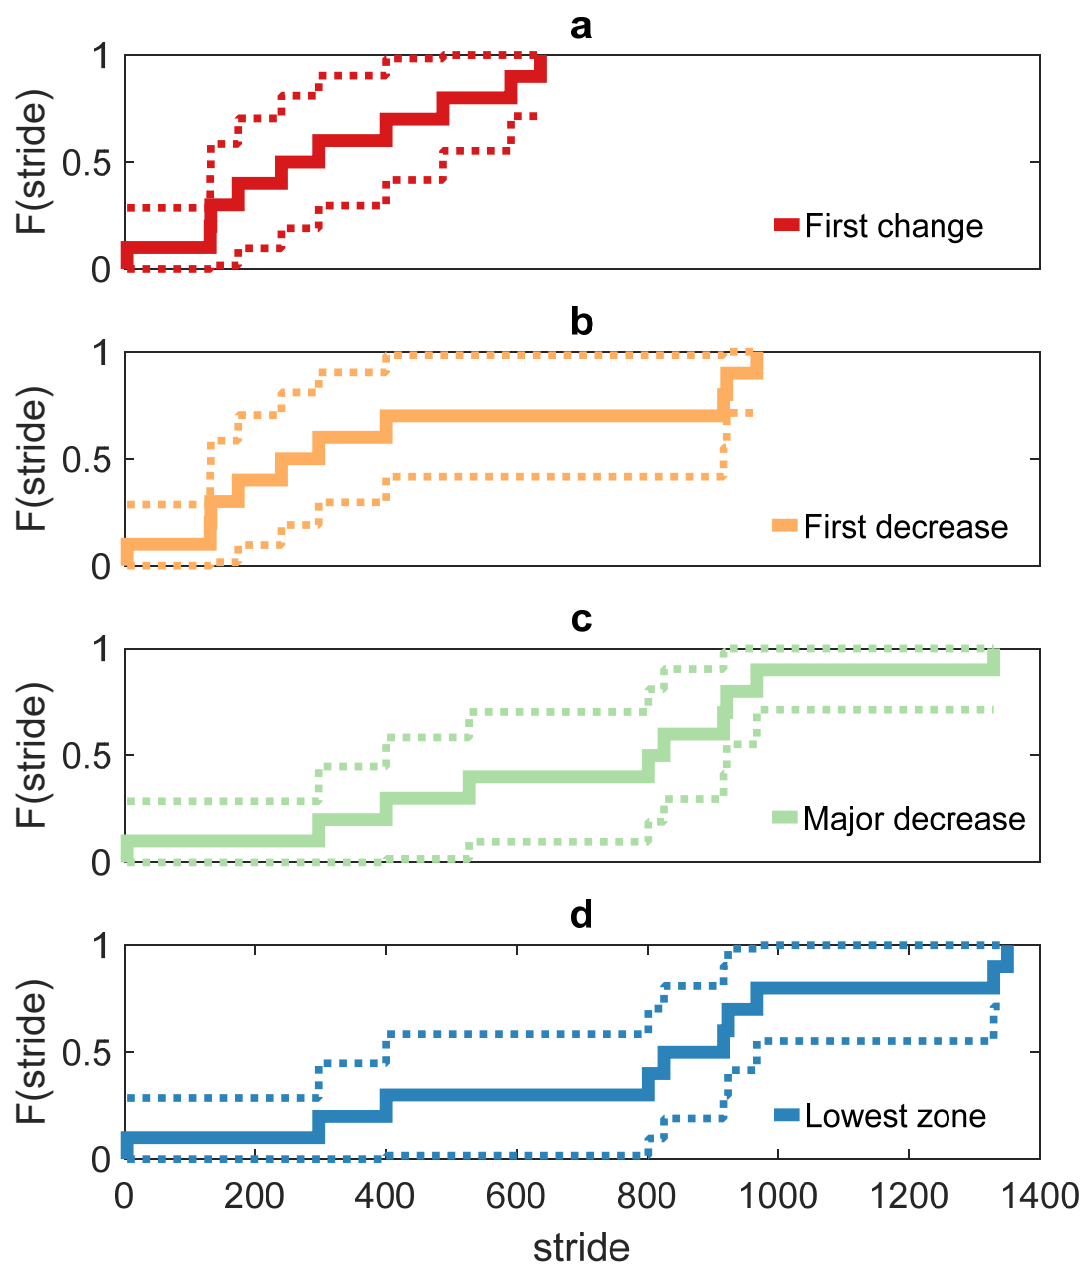 a
1
0.5
0
F(stride)
First change
b
1
0.5
0
F(stride)
First decrease
c
1
0.5
0
F(stride)
Major decrease
d
1
0.5
0
F(stride)
Lowest zone
0 200 400 600 800 1000 1200 1400
stride